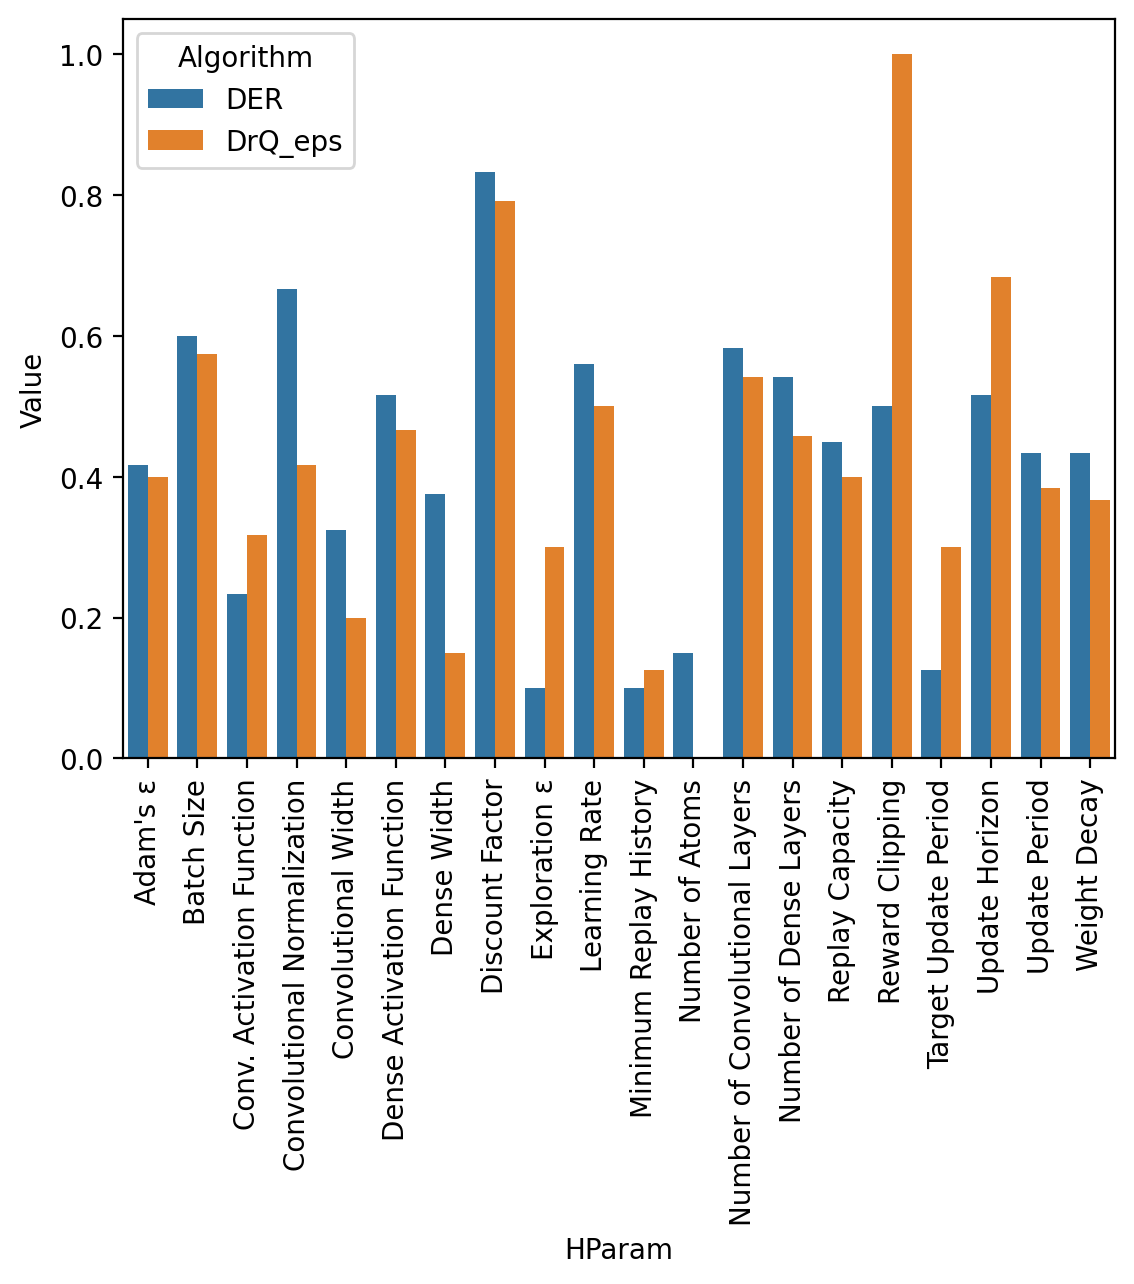 Algorithm
DER
DrQ_eps
1.0
0.8
0.6
0.4
0.2
0.0
Value
Adam's ε
Batch Size
Conv. Activation Function
Convolutional Normalization
Convolutional Width
Dense Activation Function
Dense Width
Discount Factor
Exploration ε
Learning Rate
Minimum Replay History
Number of Atoms
Number of Convolutional Layers
Number of Dense Layers
Replay Capacity
Reward Clipping
Target Update Period
Update Horizon
Update Period
Weight Decay
HParam